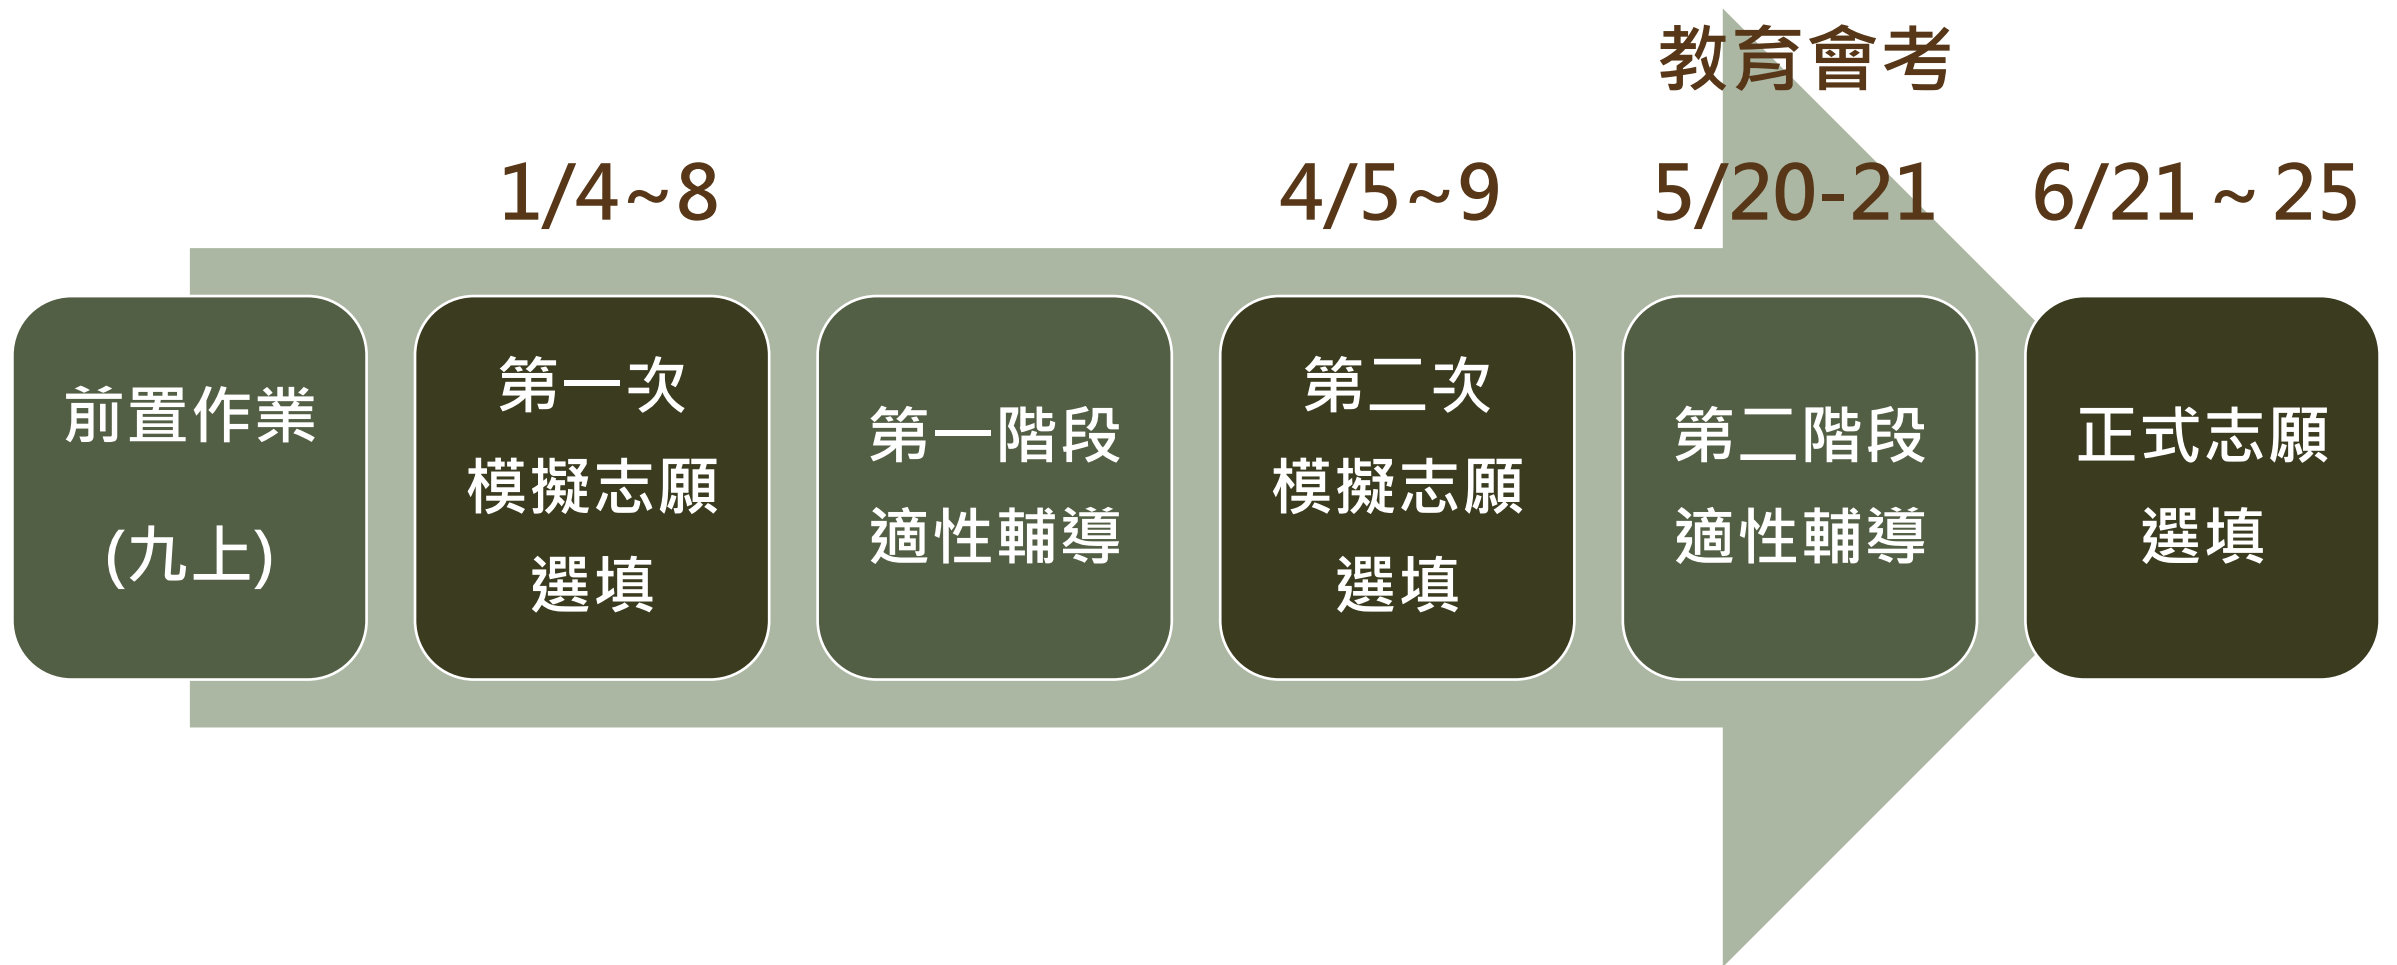 教育會考
1/4~8
4/5~9
5/20-21
6/21 ~ 25
前置作業
(九上)
第一次
模擬志願
選填
第一階段
適性輔導
第二次
模擬志願
選填
第二階段
適性輔導
正式志願
選填